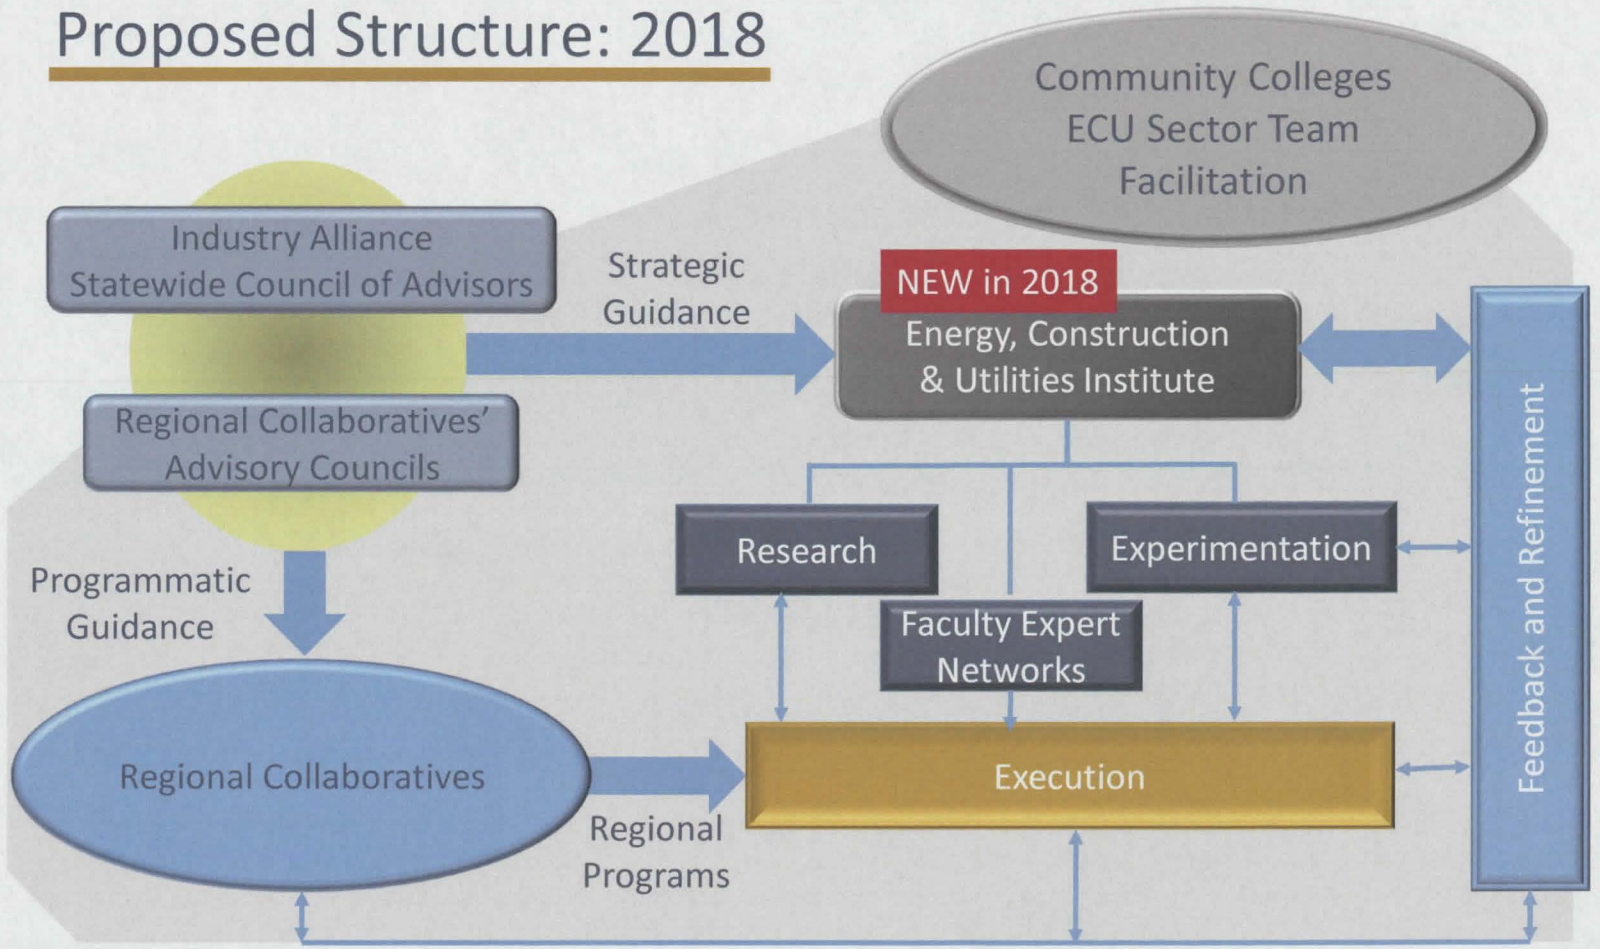 Proposed Structure: 2018
Community Colleges
ECU Sector Team
Facilitation
Industry Alliance
Statewide Council of Advisors
Strategic
Guidance
NEW in 2018
Energy, Construction
& Utilities Institute
Regional Collaboratives’
Advisory Councils
Programmatic
Guidance
Research
Experimentation
Faculty Expert
Networks
Feedback and Refinement
Regional Collaboratives
Regional
Programs
Execution